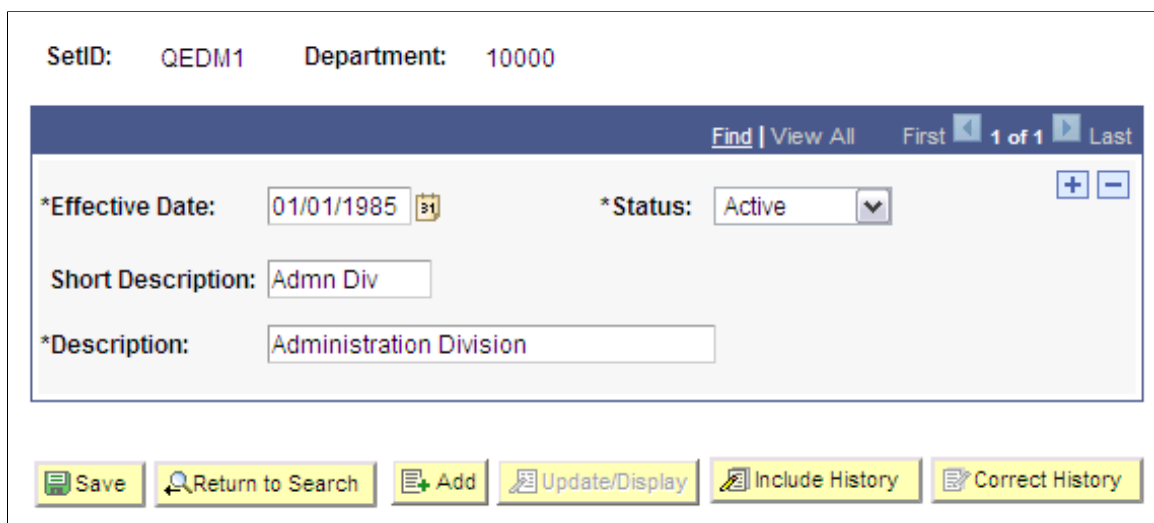 SetID: QEDM1 Department: 10000
Find | View All First 1 of 1 Last
*Effective Date: 01/01/1985 31 *Status: Active
Short Description: Admn Div
*Description: Administration Division
Save Return to Search Add Update/Display Include History Correct History